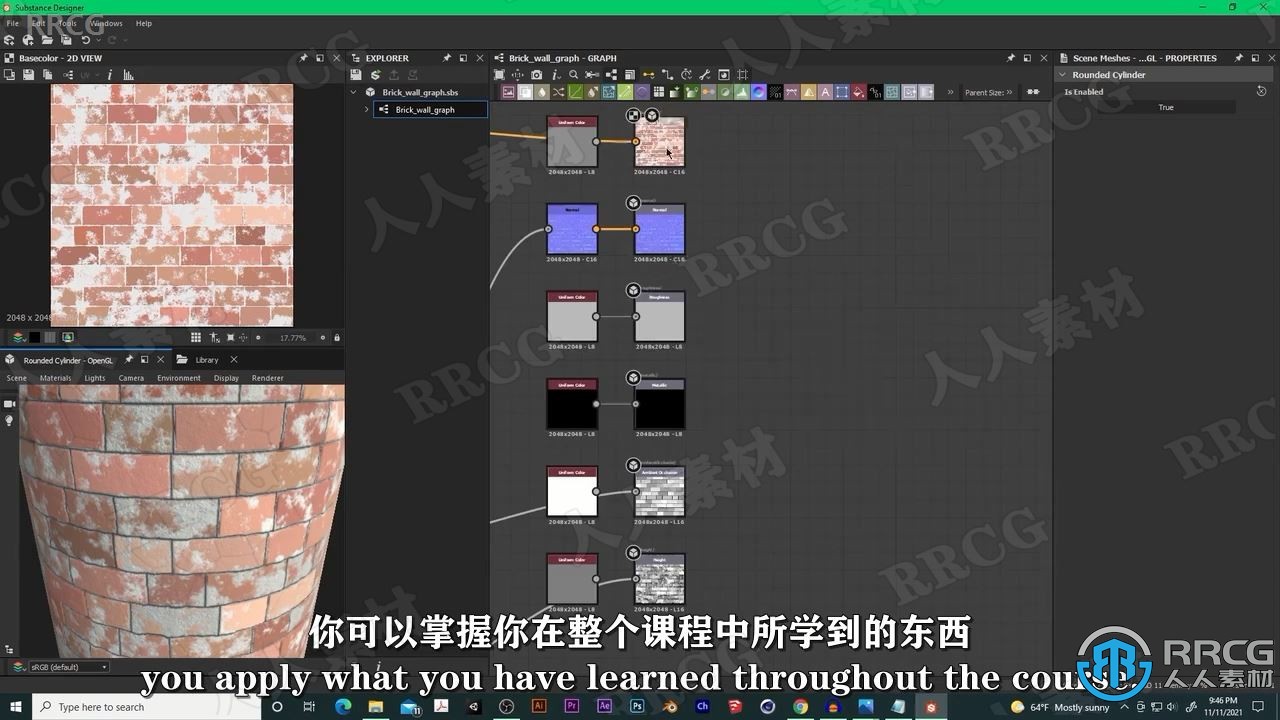 Substance Designer
File Edit Tools Windows Help
Basecolor - 2D VIEW
EXPLORER
Brick_wall_graph - GRAPH
Scene Meshes - ...GL - PROPERTIES
Rounded Cylinder
Is Enabled
True
Brick_wall_graph.sbs
Brick_wall_graph
Parent Size: >>
2048 x 2048
17.77%
Rounded Cylinder - OpenGL
Library
Scene Materials Lights Camera Environment Display Renderer
sRGB (default)
Uniform Color
2048x2048 - L8
2048x2048 - C16
Normal
Normal
2048x2048 - C16
2048x2048 - C16
Uniform Color
Roughness
2048x2048 - L8
2048x2048 - L8
Uniform Color
Metallic
2048x2048 - L8
2048x2048 - L8
Uniform Color
Ambient Occlusion
2048x2048 - L8
2048x2048 - L16
Uniform Color
Height
2048x2048 - L8
2048x2048 - L16
你可以掌握你在整个课程中所学到的东西
you apply what you have learned throughout the course
RRCG
人人素材
Type here to search
64°F Mostly sunny
9:46 PM
11/11/2021